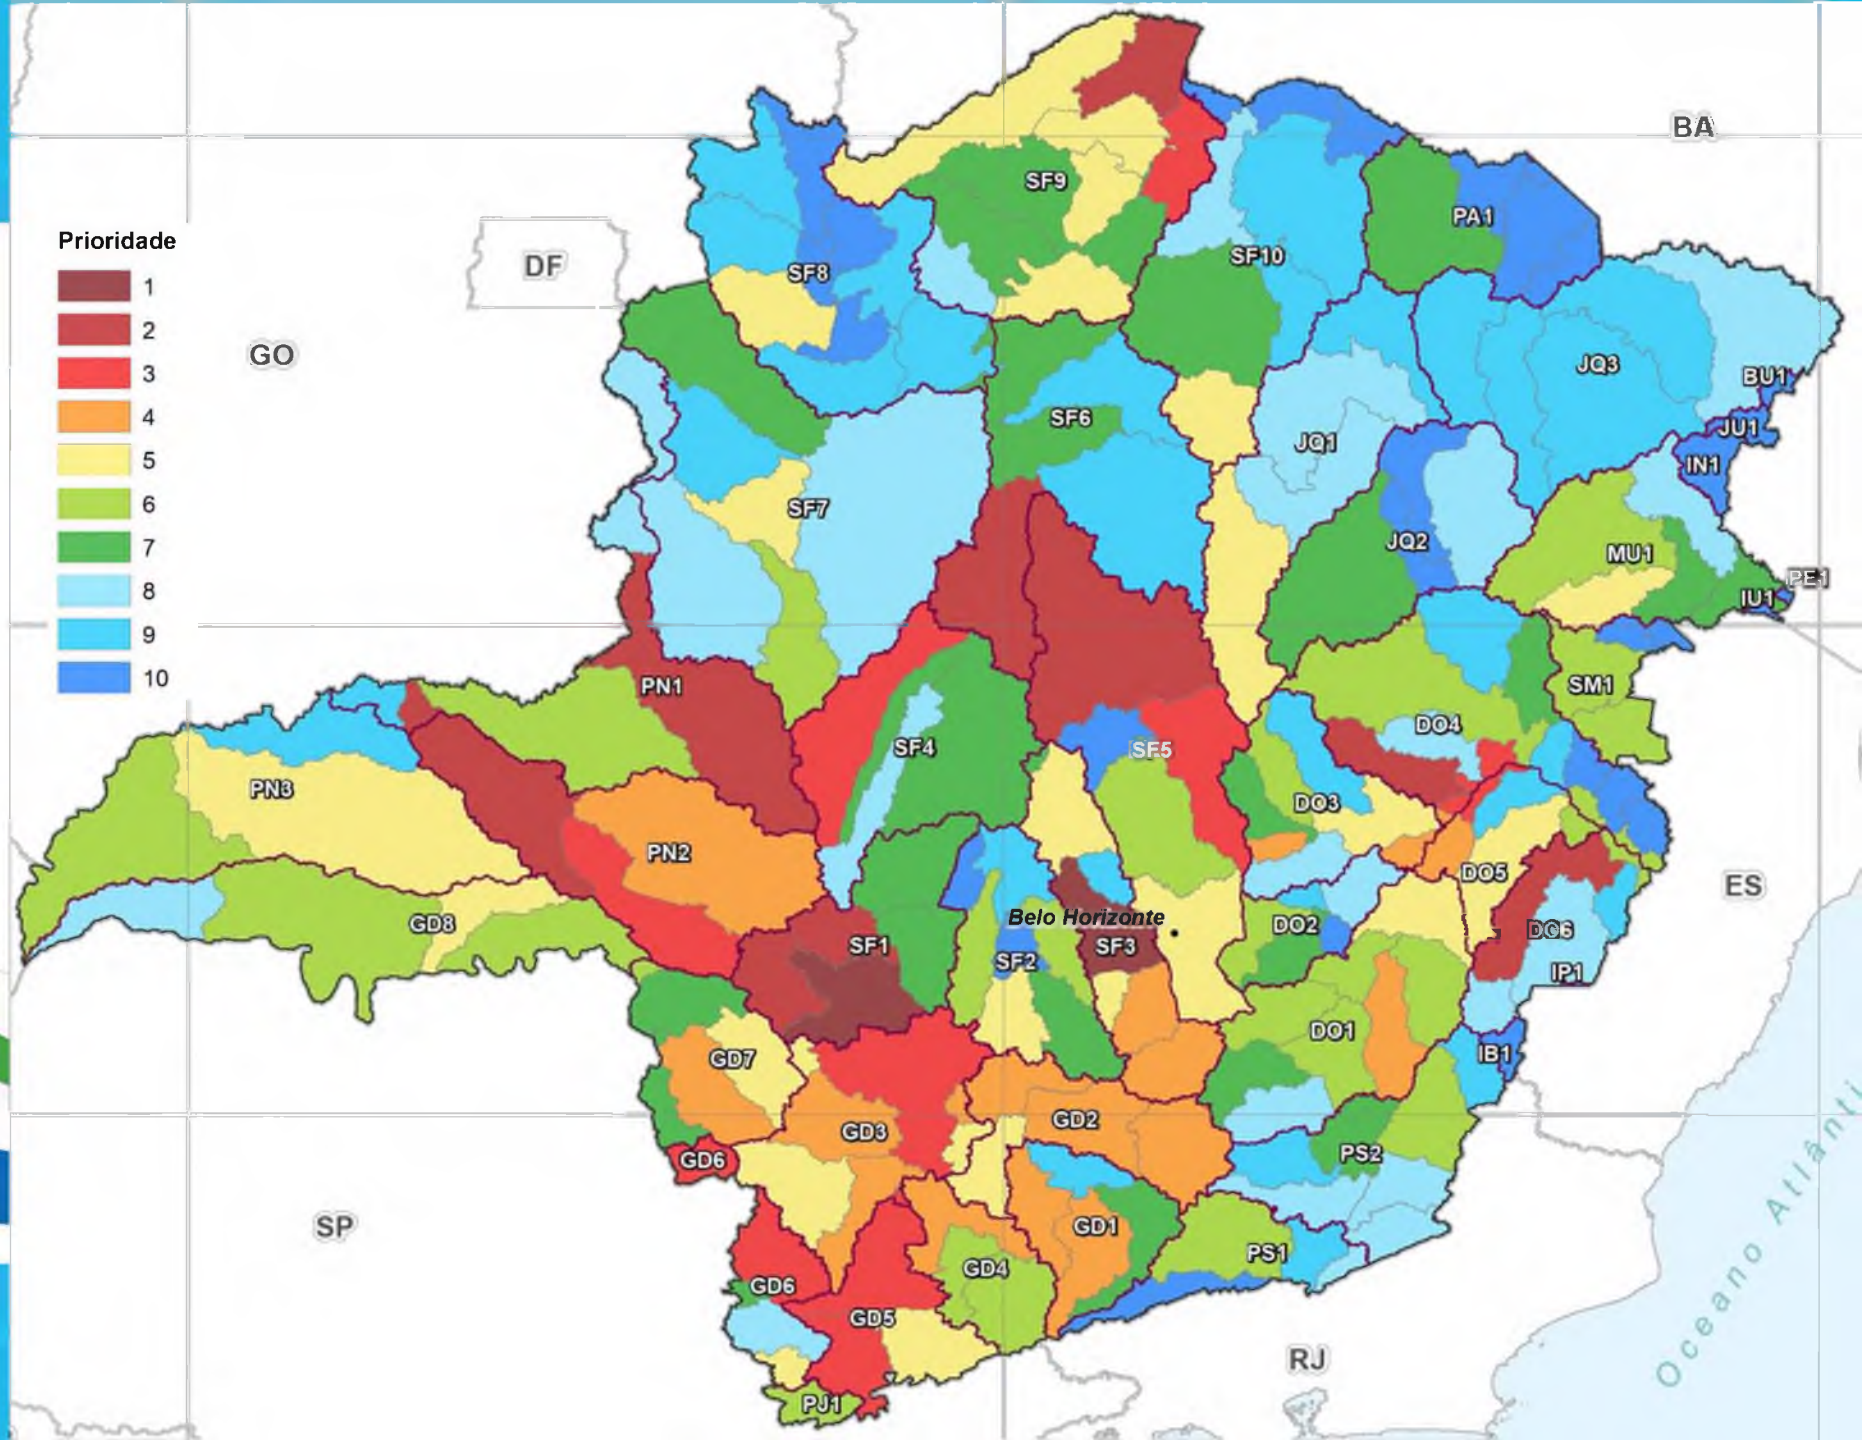 BA
SF9
PA1
SF10
DF
SF8
Prioridade
1
2
3
4
5
6
7
8
9
10
GO
JQ3
BU1
SF6
JU1
JQ1
IN1
SF7
JQ2
MU1
PE1
IU1
PN1
SM1
DO4
SF4
SF5
PN3
DO3
PN2
DO5
ES
GD8
Belo Horizonte
SF1
SF3
DO2
DO6
SF2
IP1
DO1
GD7
IB1
GD3
GD2
GD6
PS2
SP
GD1
PS1
GD4
GD6
GD5
RJ
PJ1
Oceano Atlânti